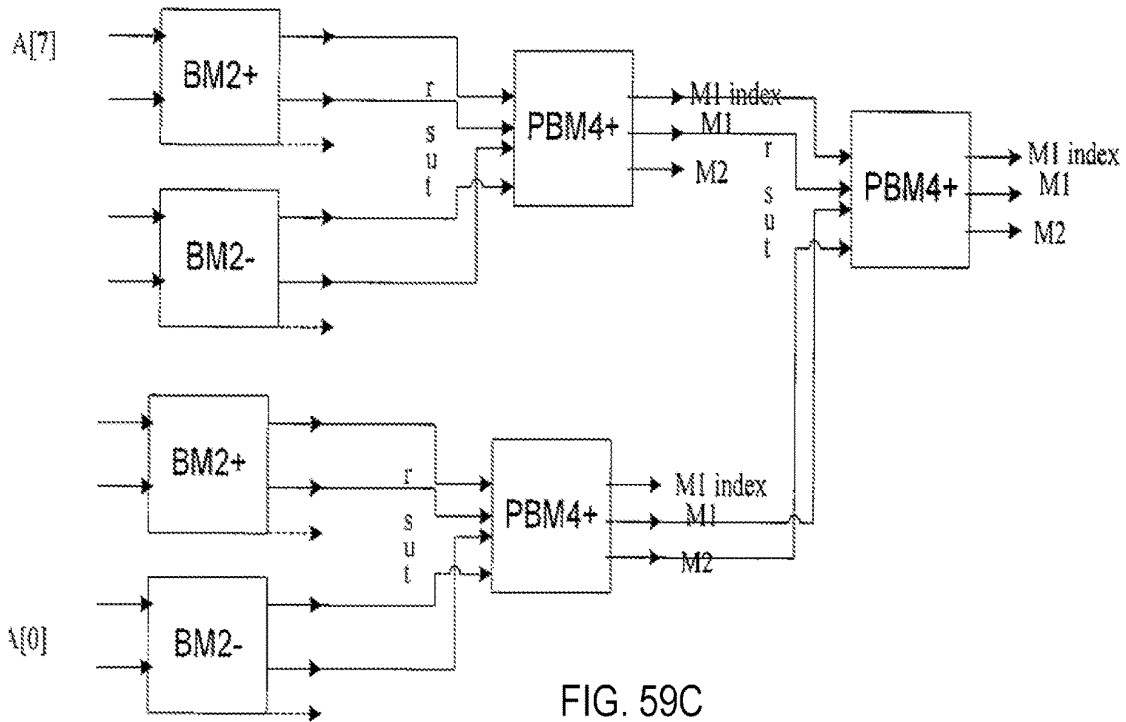 A[7]
BM2+
r
s
u
t
PBM4+
M1 index
M1
M2
r
s
u
t
PBM4+
M1 index
M1
M2
BM2-
BM2+
r
s
u
t
PBM4+
M1 index
M1
M2
BM2-
A[0]
FIG. 59C